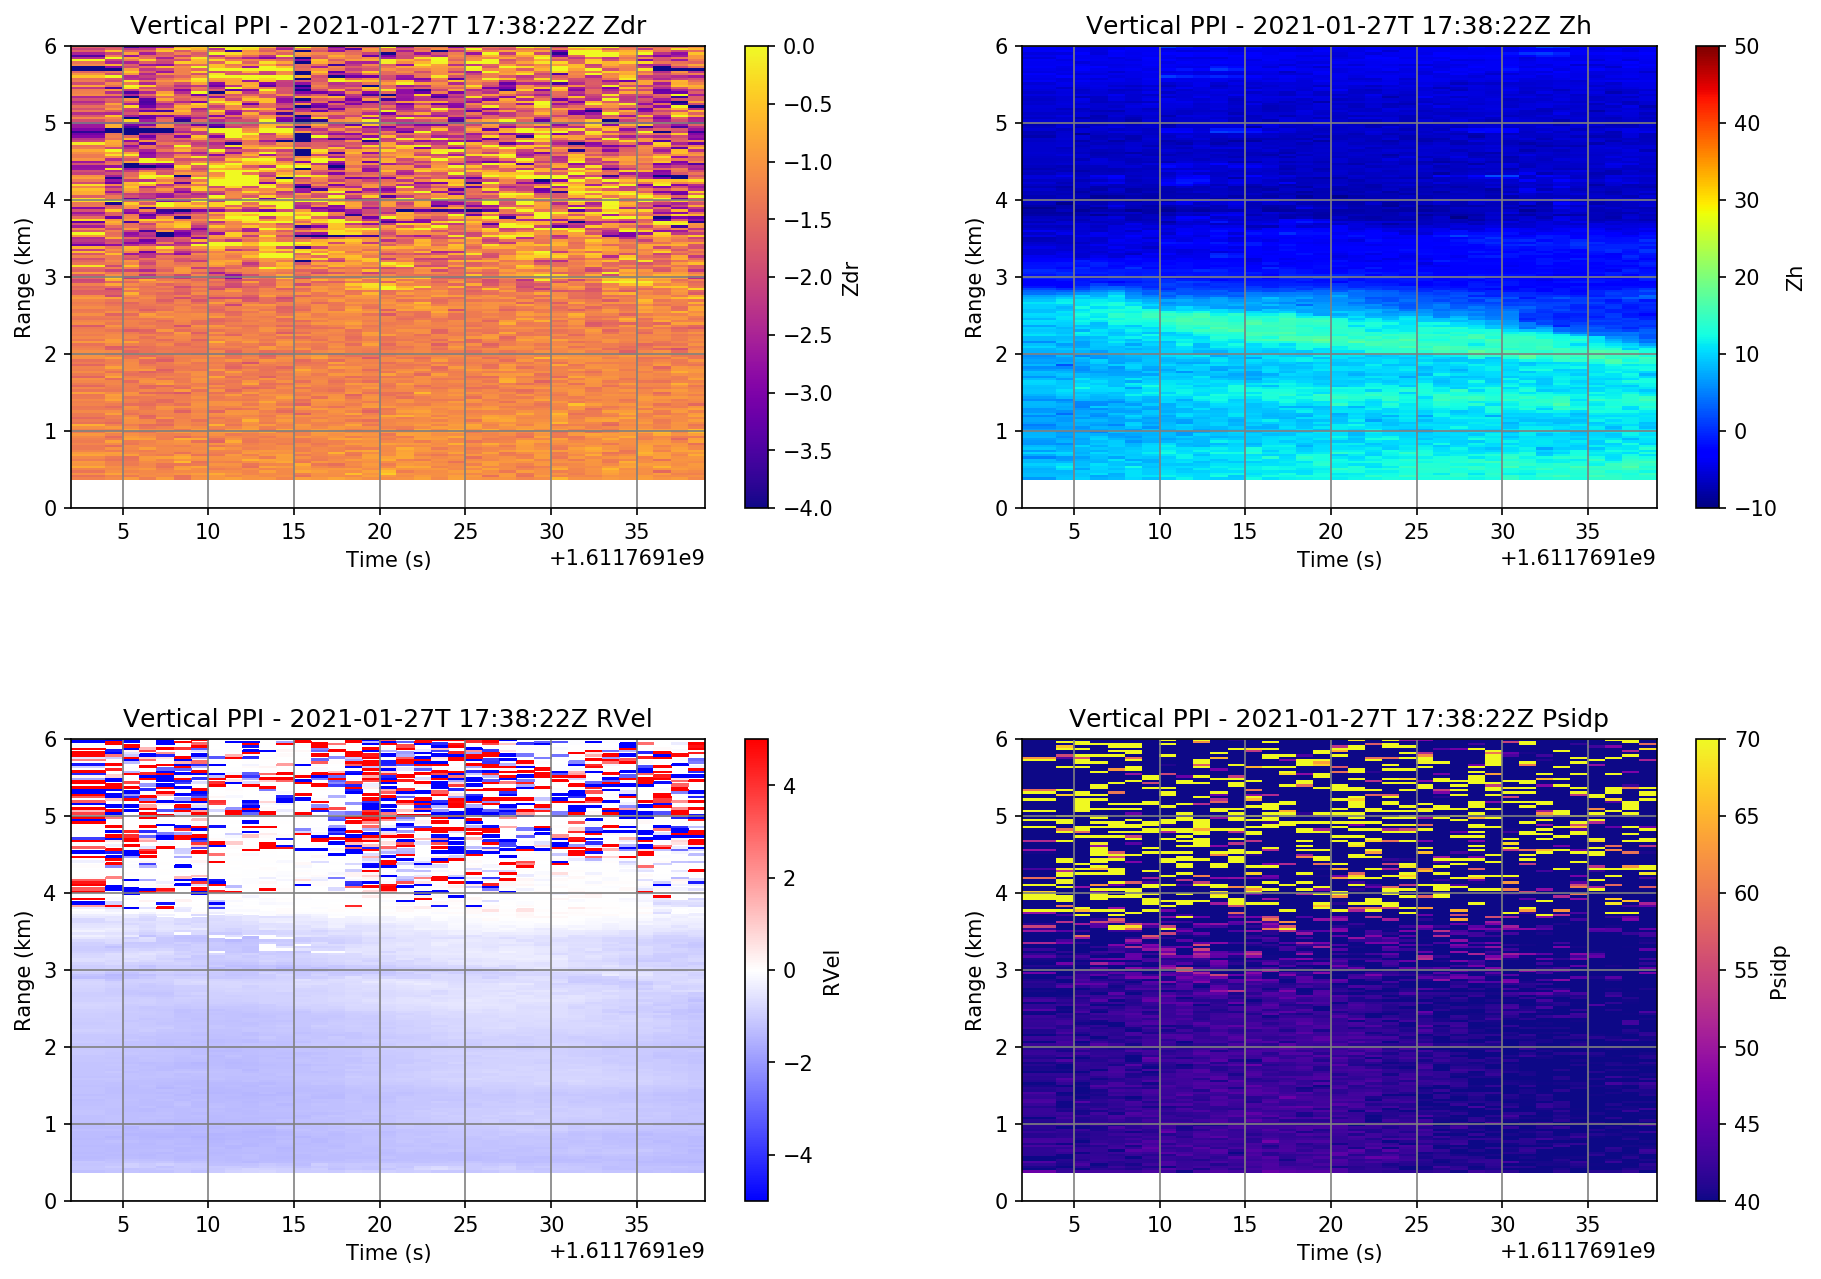 Vertical PPI - 2021-01-27T 17:38:22Z Zdr
6
5
4
3
2
1
0
Range (km)
5 10 15 20 25 30 35
Time (s)
+1.6117691e9
0.0
−0.5
−1.0
−1.5
−2.0
−2.5
−3.0
−3.5
−4.0
Zdr
Vertical PPI - 2021-01-27T 17:38:22Z Zh
6
5
4
3
2
1
0
Range (km)
5 10 15 20 25 30 35
Time (s)
+1.6117691e9
50
40
30
20
10
0
−10
Zh
Vertical PPI - 2021-01-27T 17:38:22Z RVel
6
5
4
3
2
1
0
Range (km)
5 10 15 20 25 30 35
Time (s)
+1.6117691e9
4
2
0
−2
−4
RVel
Vertical PPI - 2021-01-27T 17:38:22Z Psidp
6
5
4
3
2
1
0
Range (km)
5 10 15 20 25 30 35
Time (s)
+1.6117691e9
70
65
60
55
50
45
40
Psidp